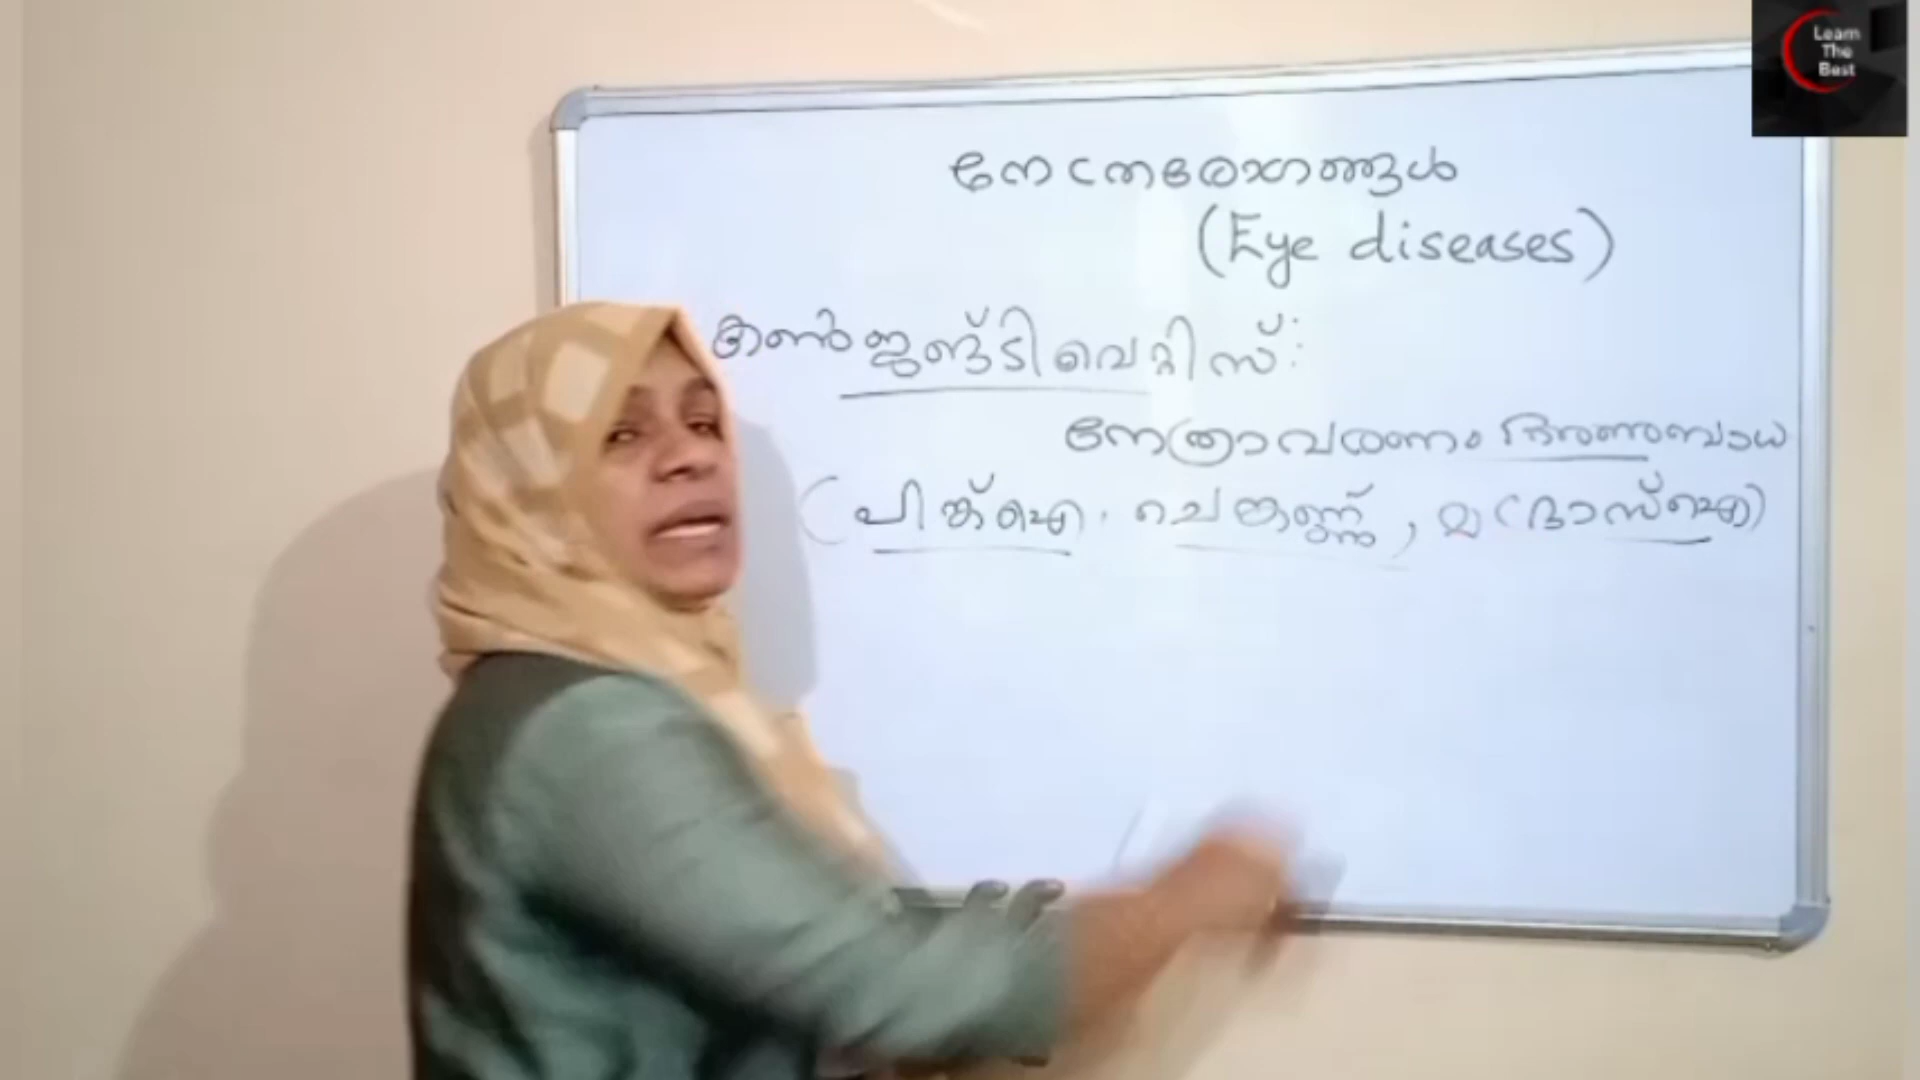 Learn
The
Best
നേത്രരോഗങ്ങൾ
(Eye diseases)
കൺജങ്ടിവെറ്റിസ്:
നേത്രാവരണം അണുബാധ
(പിങ്ക്ഐ, ചെങ്കണ്ണ്, മദ്രാസ്ഐ)